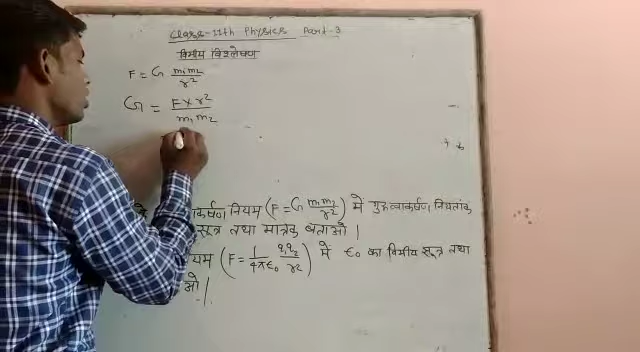 Class-11th Physics Part-3
विमीय विश्लेषण
F = G m₁m₂/r²
G = F×r²/m₁m₂
आकर्षण नियम (F = G m₁m₂/r²) मे गुरुत्वाकर्षण नियतांक
सूत्र तथा मात्रक बताओ |
यम (F = 1/4πϵ₀ q₁q₂/r²) मे ϵ₀ का विमीय सूत्र तथा
ओ |